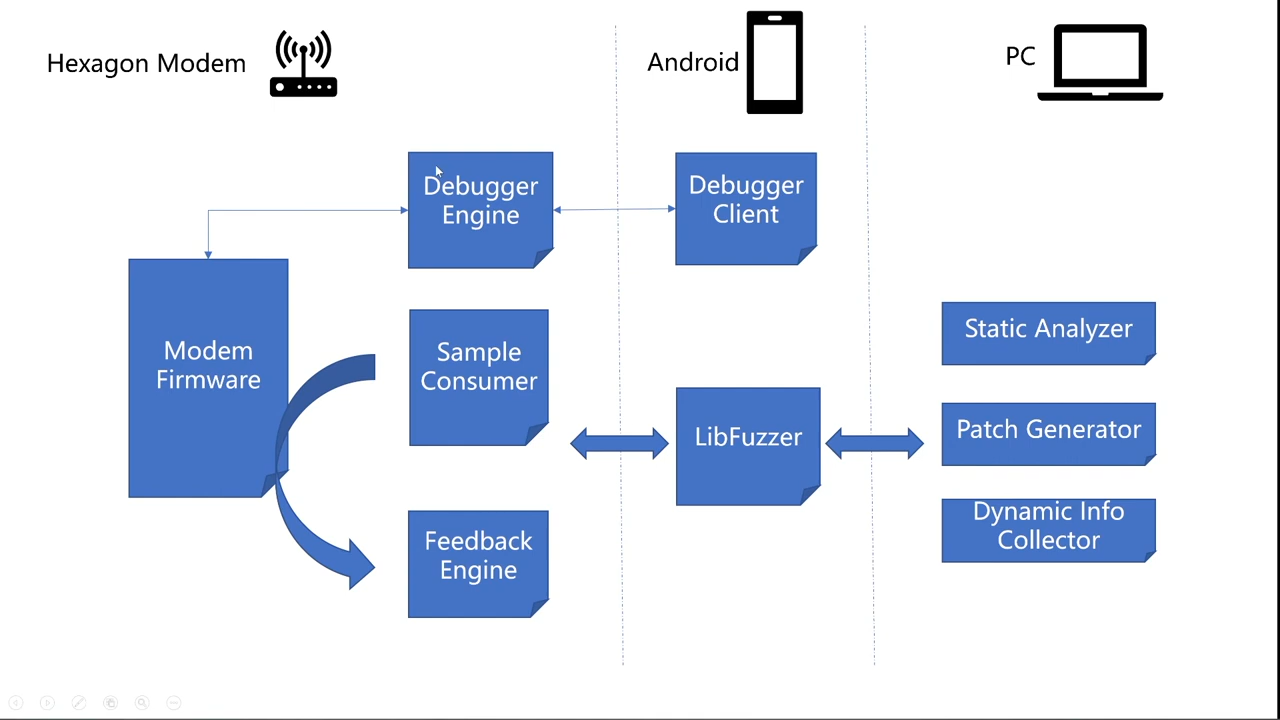 Hexagon Modem
Android
PC
Debugger
Engine
Debugger
Client
Modem
Firmware
Sample
Consumer
LibFuzzer
Static Analyzer
Patch Generator
Dynamic Info
Collector
Feedback
Engine